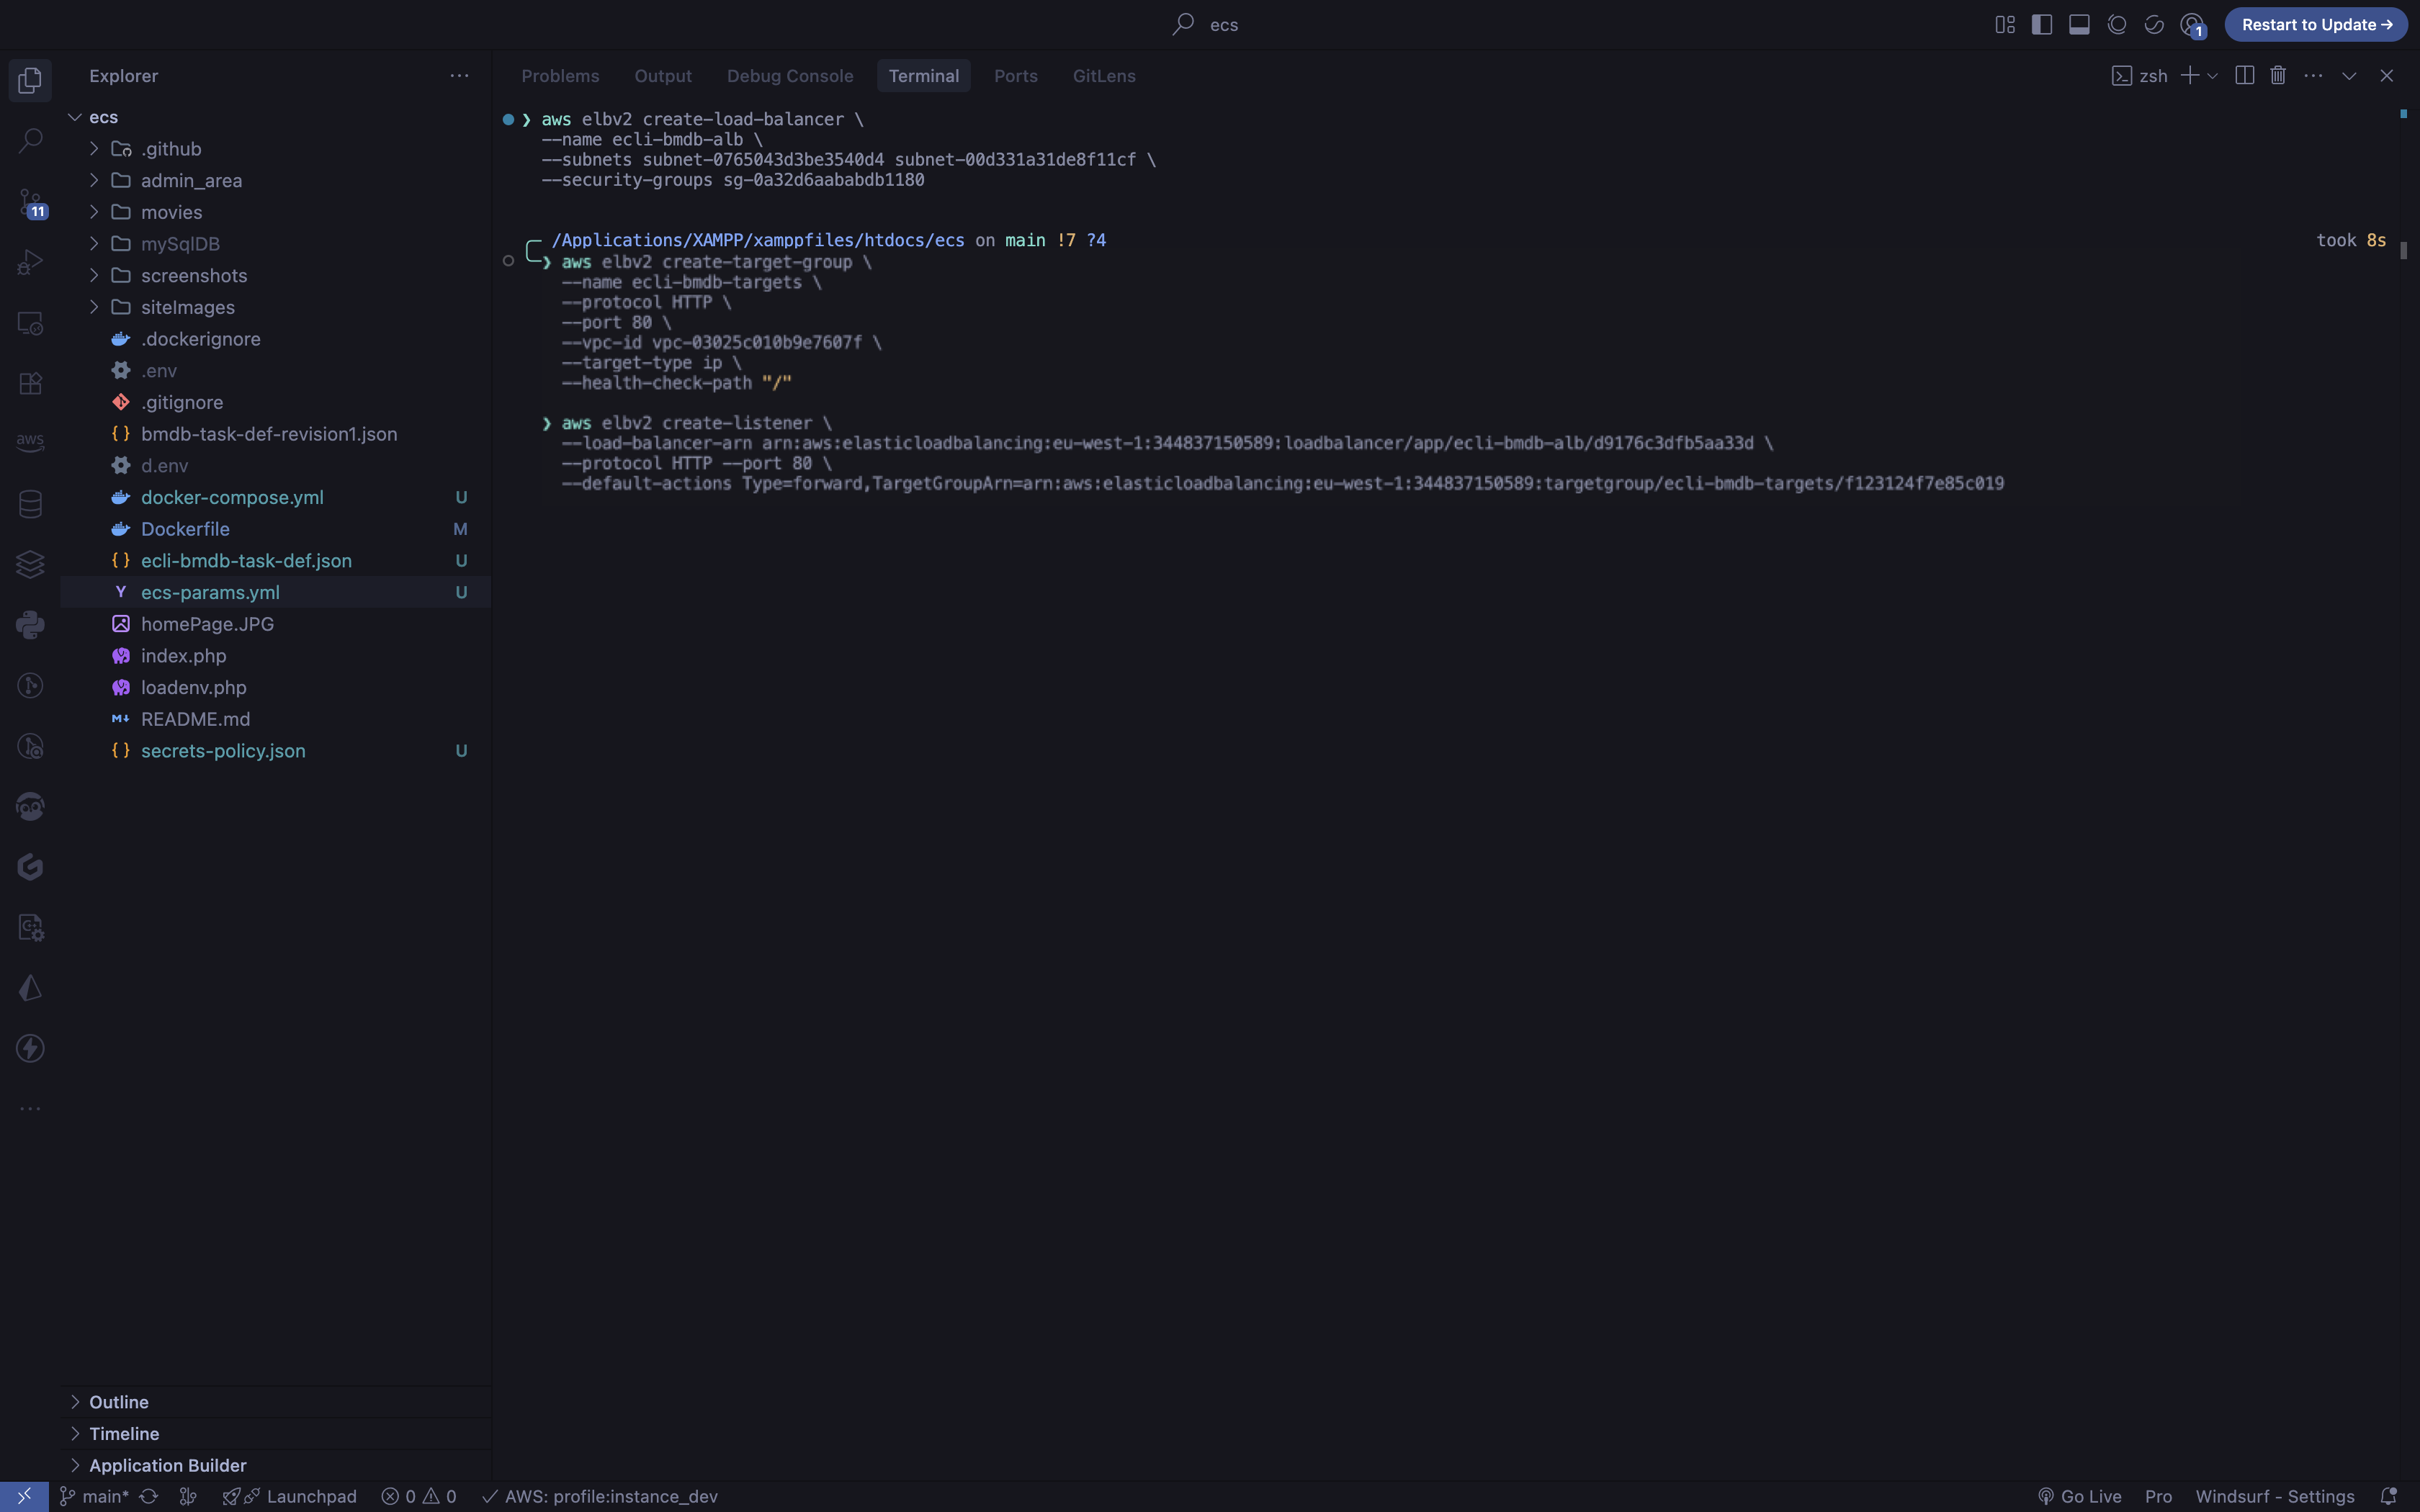 ecs
1
Restart to Update →
Explorer
Problems Output Debug Console Terminal Ports GitLens
zsh
ecs
.github
admin_area
movies
mySqlDB
screenshots
siteImages
.dockerignore
.env
.gitignore
bmdb-task-def-revision1.json
d.env
docker-compose.yml U
Dockerfile M
ecli-bmdb-task-def.json U
ecs-params.yml U
homePage.JPG
index.php
loadenv.php
README.md
secrets-policy.json U
11
aws
❯ aws elbv2 create-load-balancer \
--name ecli-bmdb-alb \
--subnets subnet-0765043d3be3540d4 subnet-00d331a31de8f11cf \
--security-groups sg-0a32d6aababdb1180
/Applications/XAMPP/xamppfiles/htdocs/ecs on main !7 ?4 took 8s
❯ aws elbv2 create-target-group \
--name ecli-bmdb-targets \
--protocol HTTP \
--port 80 \
--vpc-id vpc-03025c010b9e7607f \
--target-type ip \
--health-check-path "/"
❯ aws elbv2 create-listener \
--load-balancer-arn arn:aws:elasticloadbalancing:eu-west-1:344837150589:loadbalancer/app/ecli-bmdb-alb/d9176c3dfb5aa33d \
--protocol HTTP --port 80 \
--default-actions Type=forward,TargetGroupArn=arn:aws:elasticloadbalancing:eu-west-1:344837150589:targetgroup/ecli-bmdb-targets/f123124f7e85c019
Outline
Timeline
Application Builder
main* Launchpad 0 0 AWS: profile:instance_dev Go Live Pro Windsurf - Settings